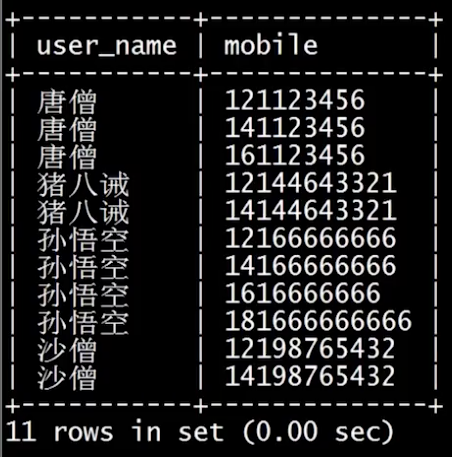 +-----------+--------------+
| user_name | mobile |
+-----------+--------------+
| 唐僧 | 121123456 |
| 唐僧 | 141123456 |
| 唐僧 | 161123456 |
| 猪八诫 | 12144643321 |
| 猪八诫 | 14144643321 |
| 孙悟空 | 12166666666 |
| 孙悟空 | 14166666666 |
| 孙悟空 | 1616666666 |
| 孙悟空 | 181666666666 |
| 沙僧 | 12198765432 |
| 沙僧 | 14198765432 |
+-----------+--------------+
11 rows in set (0.00 sec)